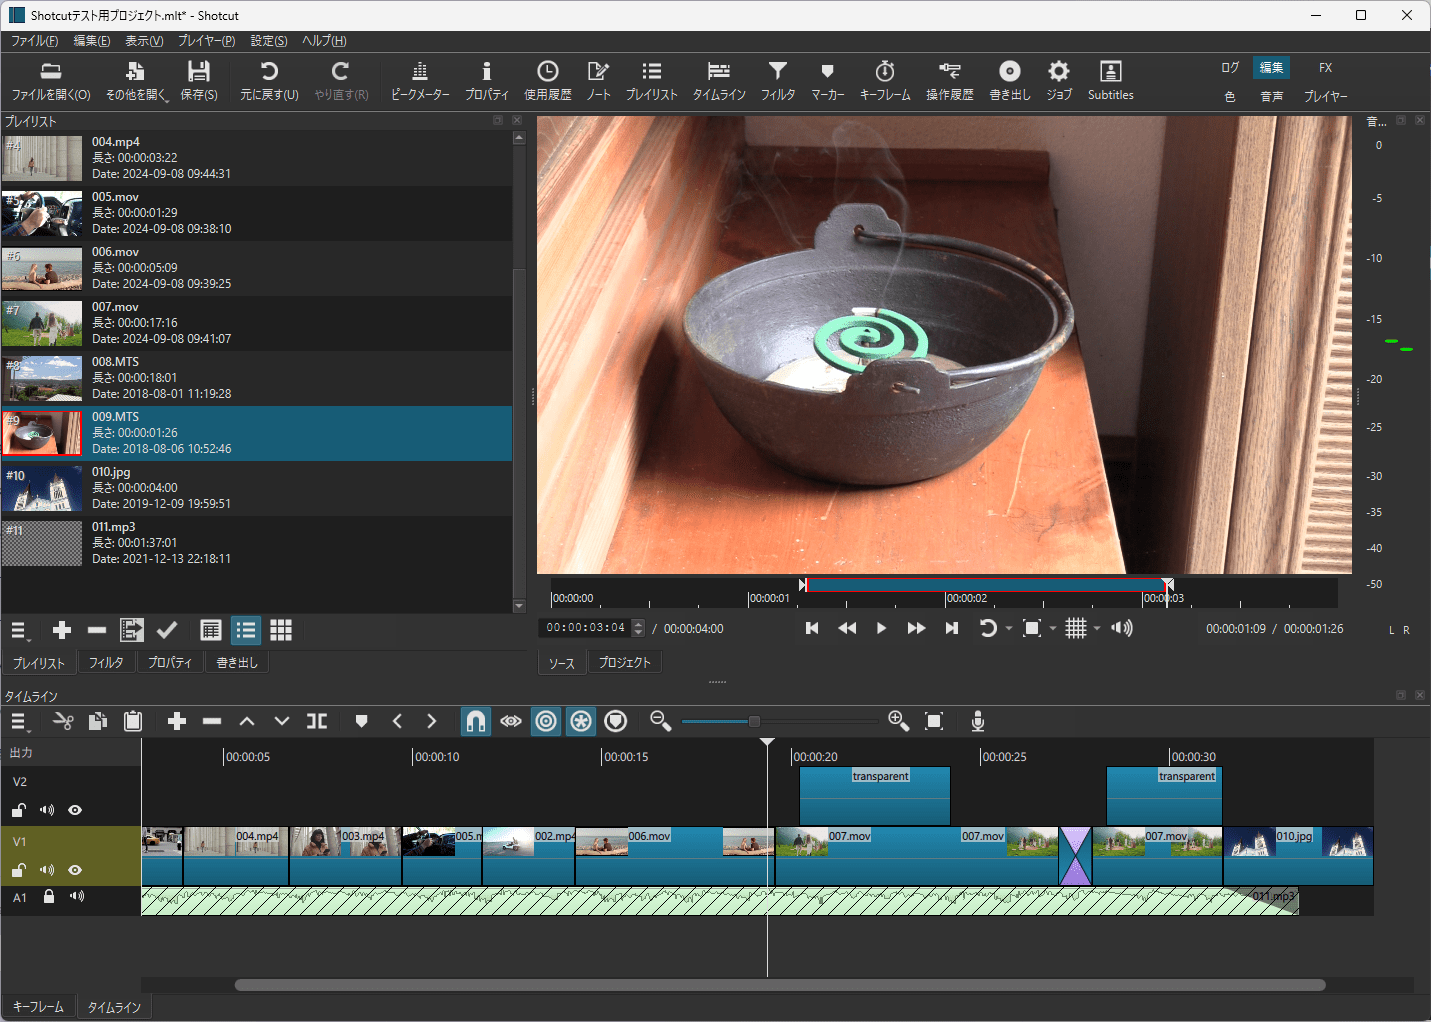 Shotcutテスト用プロジェクト.mlt* - Shotcut
ファイル(F) 編集(E) 表示(V) プレイヤー(P) 設定(S) ヘルプ(H)
ファイルを開く(O) その他を開く 保存(S) 元に戻す(U) やり直す(R) ピークメーター プロパティ 使用履歴 ノート プレイリスト タイムライン フィルタ マーカー キーフレーム 操作履歴 書き出し ジョブ Subtitles
ログ 編集 FX
色 音声 プレイヤー
プレイリスト
#4
004.mp4
長さ: 00:00:03:22
Date: 2024-09-08 09:44:31
#5
005.mov
長さ: 00:00:01:29
Date: 2024-09-08 09:38:10
#6
006.mov
長さ: 00:00:05:09
Date: 2024-09-08 09:39:25
#7
007.mov
長さ: 00:00:17:16
Date: 2024-09-08 09:41:07
#8
008.MTS
長さ: 00:00:18:01
Date: 2018-08-01 11:19:28
#9
009.MTS
長さ: 00:00:01:26
Date: 2018-08-06 10:52:46
#10
010.jpg
長さ: 00:00:04:00
Date: 2019-12-09 19:59:51
#11
011.mp3
長さ: 00:01:37:01
Date: 2021-12-13 22:18:11
プレイリスト フィルタ プロパティ 書き出し
00:00:00 00:00:01 00:00:02 00:00:03
00:00:03:04 / 00:00:04:00
00:00:01:09 / 00:00:01:26
ソース プロジェクト
音...
0
-5
-10
-15
-20
-25
-30
-35
-40
-50
L R
タイムライン
出力
00:00:05 00:00:10 00:00:15 00:00:20 00:00:25 00:00:30
V2
transparent transparent
V1
004.mp4 003.mp4 005.m 002.mp4 006.mov 007.mov 007.mov 007.mov 010.jpg
A1
011.mp3
キーフレーム タイムライン